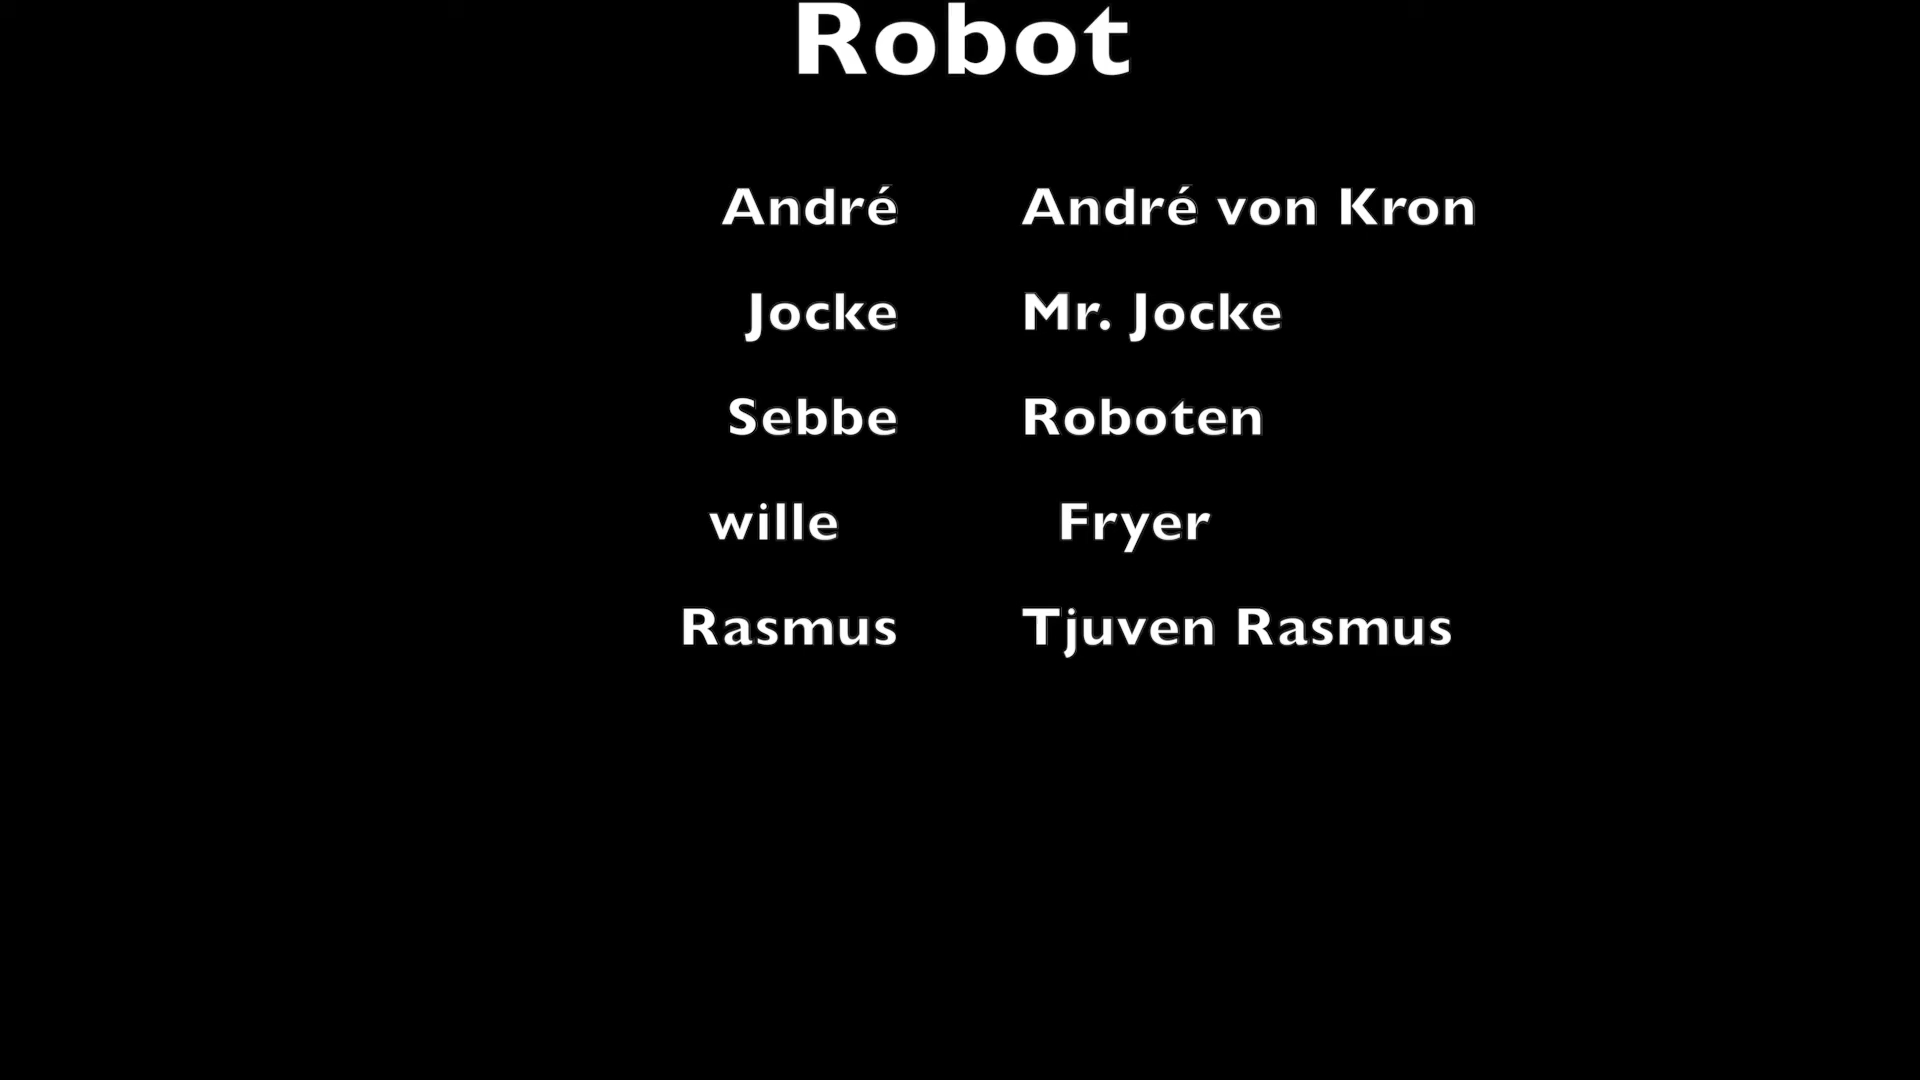 Robot
André André von Kron
Jocke Mr. Jocke
Sebbe Roboten
wille Fryer
Rasmus Tjuven Rasmus